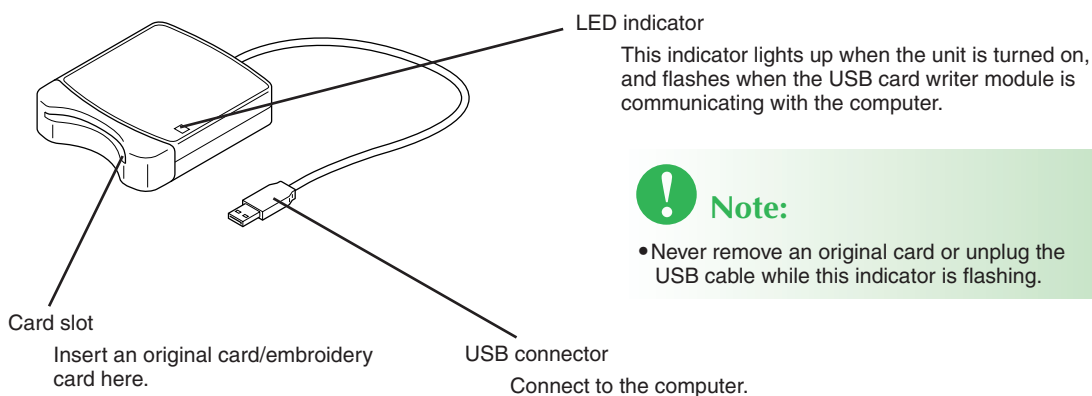 LED indicator
This indicator lights up when the unit is turned on,
and flashes when the USB card writer module is
communicating with the computer.
Note:
•Never remove an original card or unplug the
USB cable while this indicator is flashing.
Card slot
Insert an original card/embroidery
card here.
USB connector
Connect to the computer.